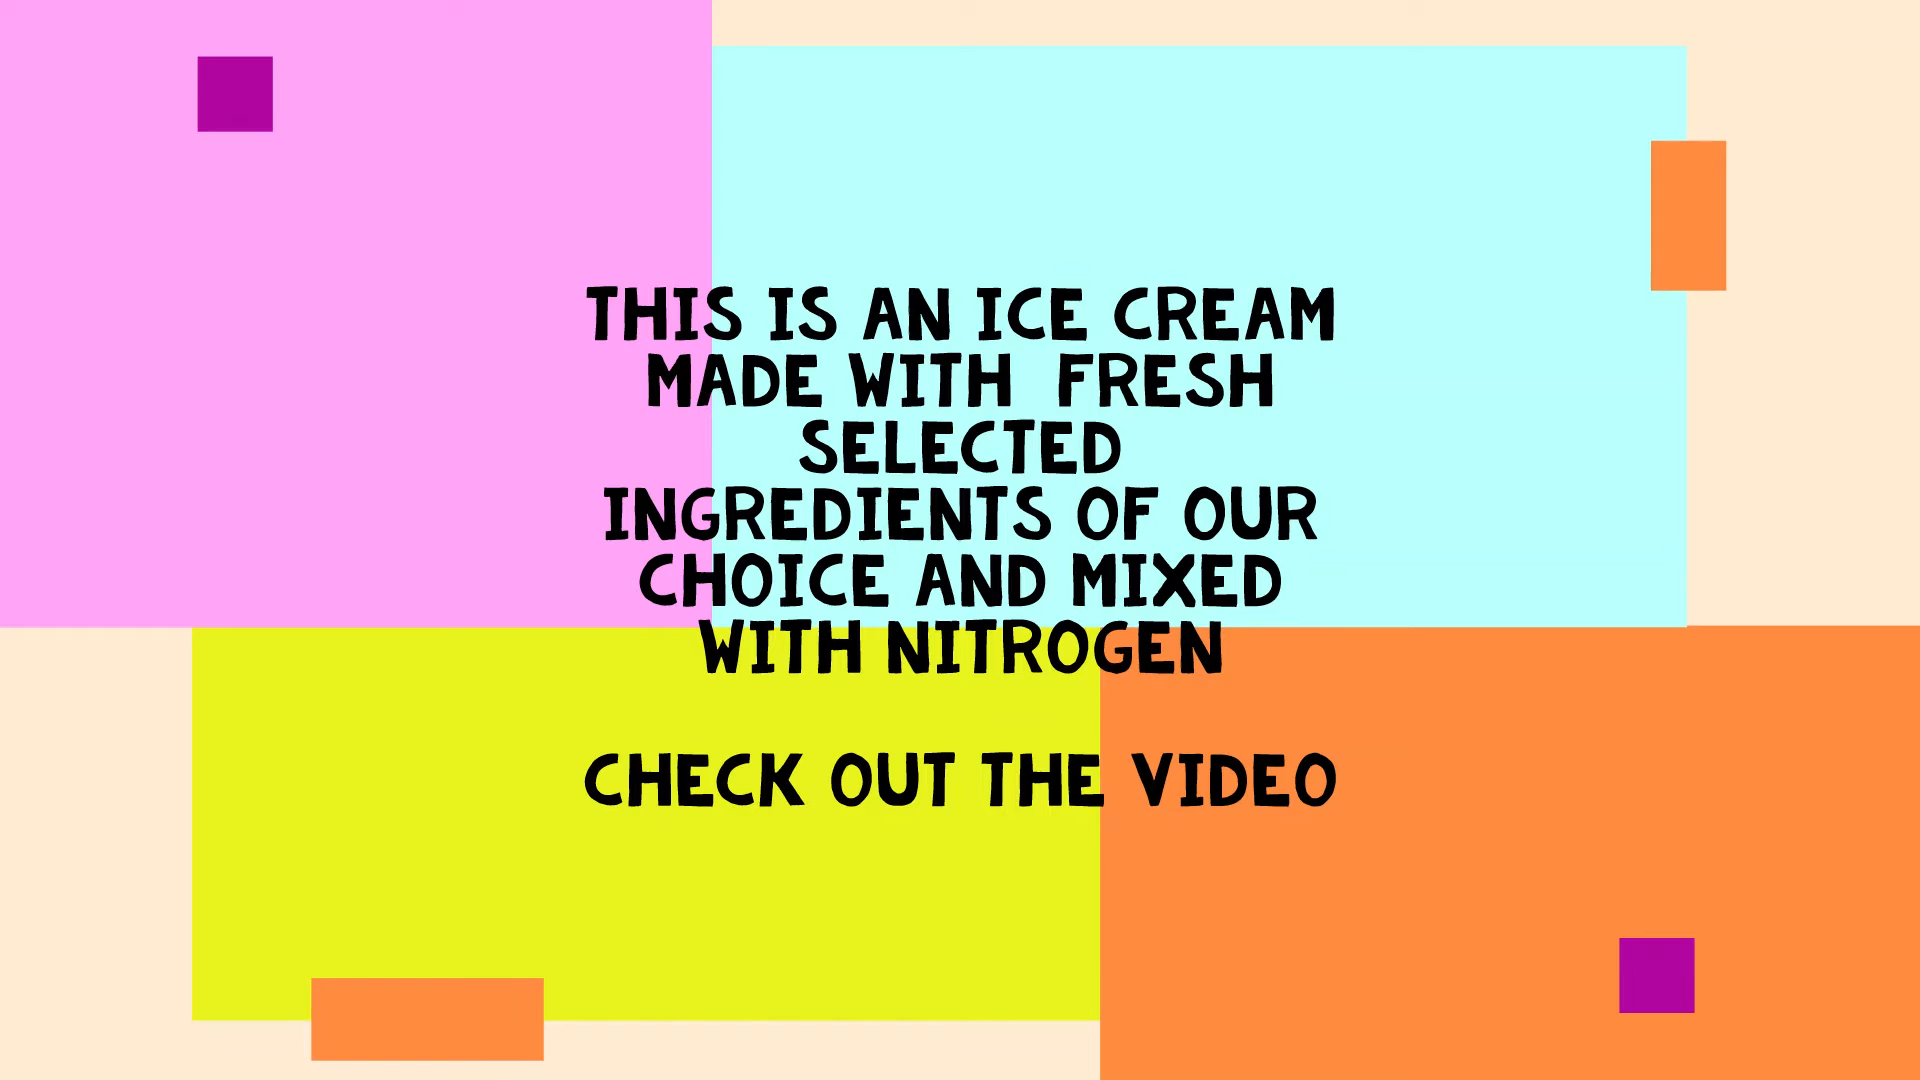 THIS IS AN ICE CREAM
MADE WITH  FRESH
SELECTED
INGREDIENTS OF OUR
CHOICE AND MIXED
WITH NITROGEN
CHECK OUT THE VIDEO